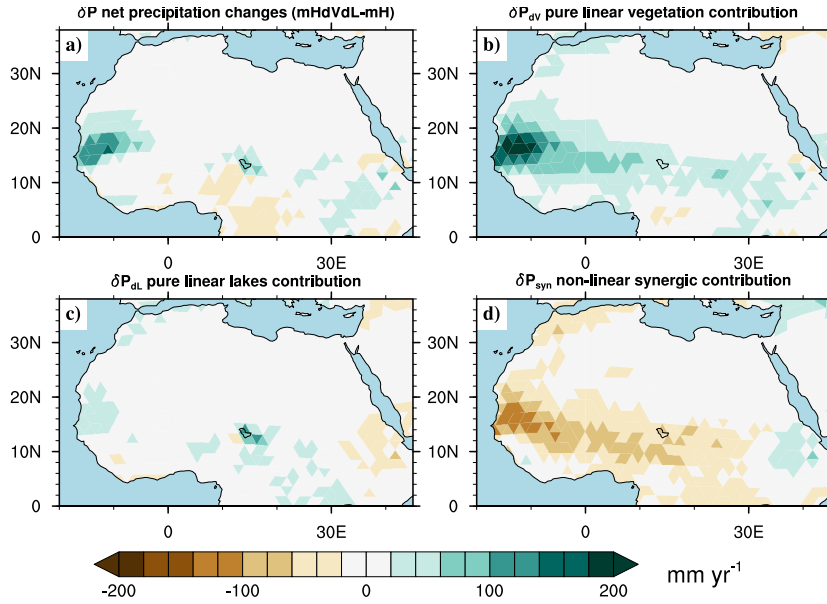 δP net precipitation changes (mHdVdL-mH)
δP_dV pure linear vegetation contribution
a)
b)
30N
20N
10N
0
0
30E
30N
20N
10N
0
0
30E
δP_dL pure linear lakes contribution
δP_syn non-linear synergic contribution
c)
d)
30N
20N
10N
0
0
30E
30N
20N
10N
0
0
30E
-200
-100
0
100
200
mm yr⁻¹